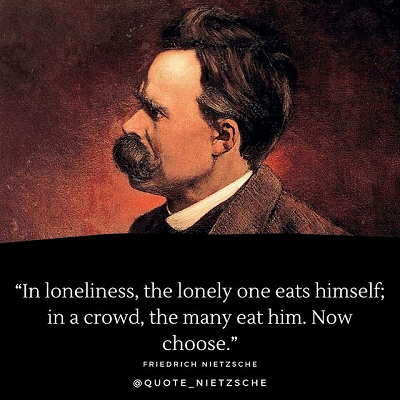 “In loneliness, the lonely one eats himself;
in a crowd, the many eat him. Now
choose.”
FRIEDRICH NIETZSCHE
@QUOTE_NIETZSCHE